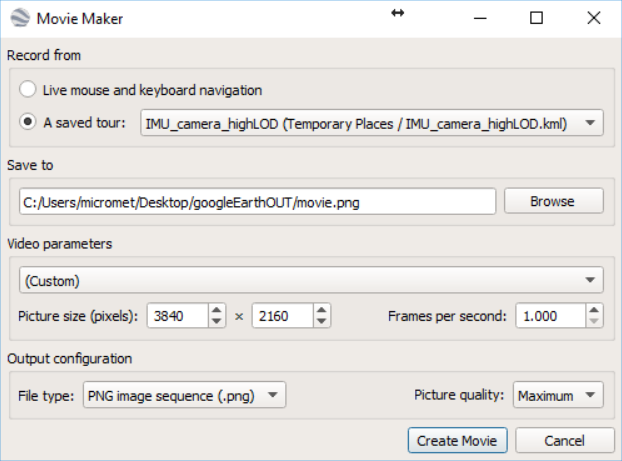 Movie Maker
Record from
Live mouse and keyboard navigation
A saved tour: IMU_camera_highLOD (Temporary Places / IMU_camera_highLOD.kml)
Save to
C:/Users/micromet/Desktop/googleEarthOUT/movie.png Browse
Video parameters
(Custom)
Picture size (pixels): 3840 × 2160 Frames per second: 1.000
Output configuration
File type: PNG image sequence (.png) Picture quality: Maximum
Create Movie Cancel